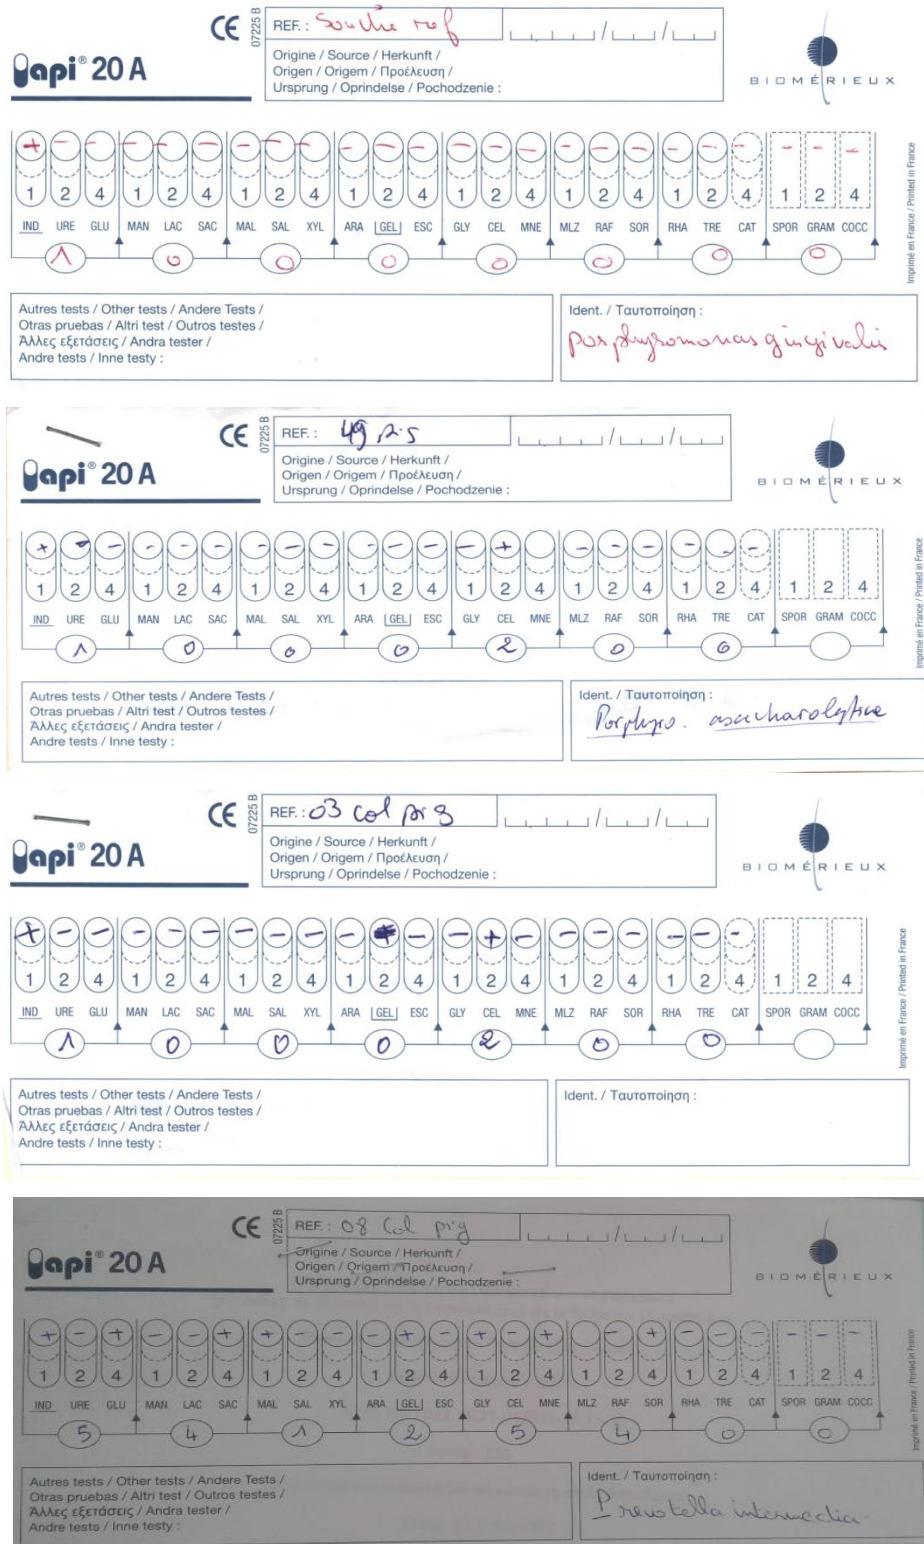 CE
07225 B
REF. : Souche ref
Origine / Source / Herkunft /
Origen / Origem / Προέλευση /
Ursprung / Oprindelse / Pochodzenie :
api® 20 A
BIOMÉRIEUX
+ - - - - - - - - - - - - - - - - - - - - - - -
1 2 4 1 2 4 1 2 4 1 2 4 1 2 4 1 2 4 1 2 4 1 2 4
IND URE GLU MAN LAC SAC MAL SAL XYL ARA GEL ESC GLY CEL MNE MLZ RAF SOR RHA TRE CAT SPOR GRAM COCC
1 0 0 0 0 0 0 0
Imprimé en France / Printed in France
Autres tests / Other tests / Andere Tests /
Otras pruebas / Altri test / Outros testes /
Άλλες εξετάσεις / Andra tester /
Andre tests / Inne testy :
Ident. / Ταυτοποίηση :
porphyromonas gingivalis
CE
07225 B
REF. : 49
Origine / Source / Herkunft /
Origen / Origem / Προέλευση /
Ursprung / Oprindelse / Pochodzenie :
api® 20 A
BIOMÉRIEUX
+ - - - - - - - - - - - - + - - - - - -
1 2 4 1 2 4 1 2 4 1 2 4 1 2 4 1 2 4 1 2 4 1 2 4
IND URE GLU MAN LAC SAC MAL SAL XYL ARA GEL ESC GLY CEL MNE MLZ RAF SOR RHA TRE CAT SPOR GRAM COCC
1 0 0 0 2 0 0
Imprimé en France / Printed in France
Autres tests / Other tests / Andere Tests /
Otras pruebas / Altri test / Outros testes /
Άλλες εξετάσεις / Andra tester /
Andre tests / Inne testy :
Ident. / Ταυτοποίηση :
Porphyro. asaccharolytica
CE
07225 B
REF. : 03 col pig
Origine / Source / Herkunft /
Origen / Origem / Προέλευση /
Ursprung / Oprindelse / Pochodzenie :
api® 20 A
BIOMÉRIEUX
+ - - - - - - - - - - - - + - - - - - - -
1 2 4 1 2 4 1 2 4 1 2 4 1 2 4 1 2 4 1 2 4 1 2 4
IND URE GLU MAN LAC SAC MAL SAL XYL ARA GEL ESC GLY CEL MNE MLZ RAF SOR RHA TRE CAT SPOR GRAM COCC
1 0 0 0 2 0 0
Imprimé en France / Printed in France
Autres tests / Other tests / Andere Tests /
Otras pruebas / Altri test / Outros testes /
Άλλες εξετάσεις / Andra tester /
Andre tests / Inne testy :
Ident. / Ταυτοποίηση :
CE
07225 B
REF. : 08 Col pig
Origine / Source / Herkunft /
Origen / Origem / Προέλευση /
Ursprung / Oprindelse / Pochodzenie :
api® 20 A
BIOMÉRIEUX
+ - + - - + + - - - + - + - + - + - - - - - -
1 2 4 1 2 4 1 2 4 1 2 4 1 2 4 1 2 4 1 2 4 1 2 4
IND URE GLU MAN LAC SAC MAL SAL XYL ARA GEL ESC GLY CEL MNE MLZ RAF SOR RHA TRE CAT SPOR GRAM COCC
5 4 1 2 5 4 0 0
Imprimé en France / Printed in France
Autres tests / Other tests / Andere Tests /
Otras pruebas / Altri test / Outros testes /
Άλλες εξετάσεις / Andra tester /
Andre tests / Inne testy :
Ident. / Ταυτοποίηση :
Prevotella intermedia